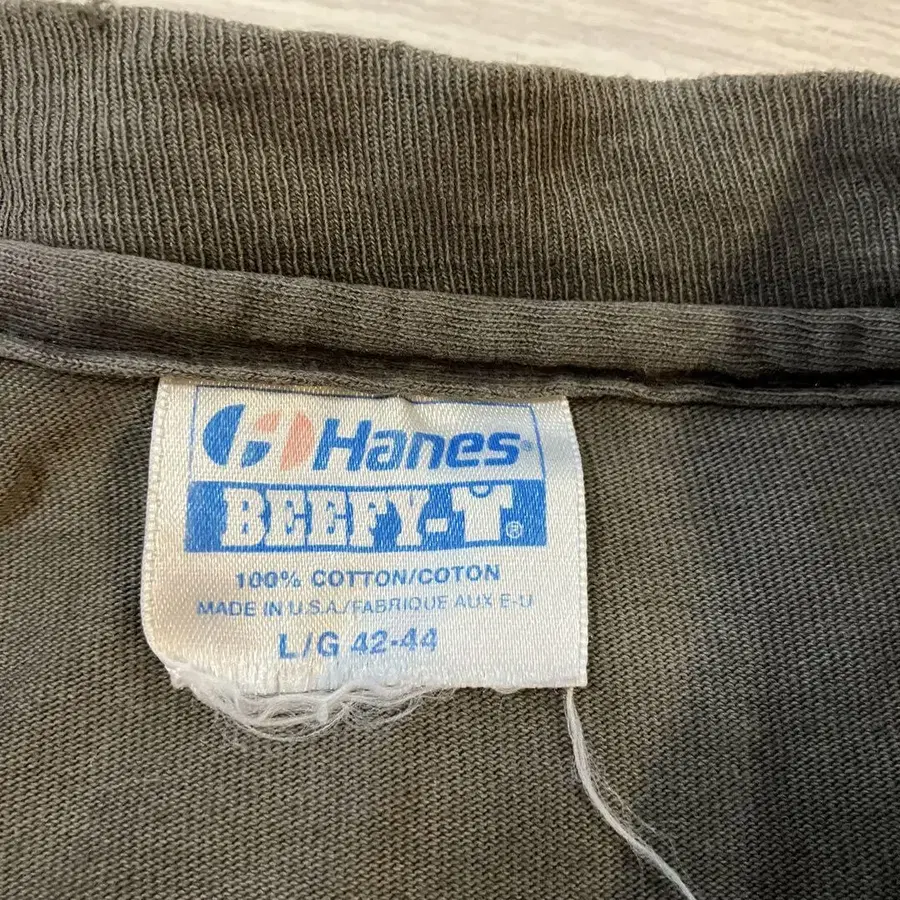 Hanes®
BEEFY-T®
100% COTTON/COTON
MADE IN U.S.A./FABRIQUE AUX E-U
L/G 42-44